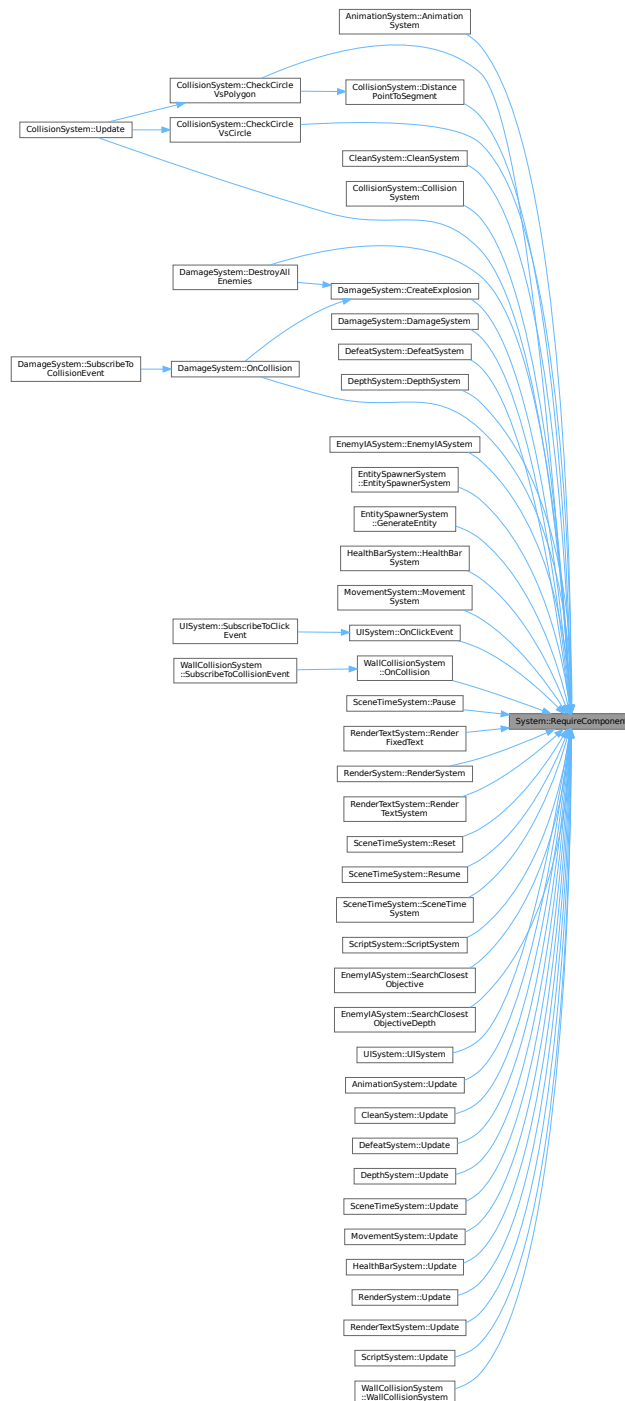 AnimationSystem::Animation
System
CollisionSystem::CheckCircle
VsPolygon
CollisionSystem::Distance
PointToSegment
CollisionSystem::Update
CollisionSystem::CheckCircle
VsCircle
CleanSystem::CleanSystem
CollisionSystem::Collision
System
DamageSystem::DestroyAll
Enemies
DamageSystem::CreateExplosion
DamageSystem::DamageSystem
DefeatSystem::DefeatSystem
DamageSystem::SubscribeTo
CollisionEvent
DamageSystem::OnCollision
DepthSystem::DepthSystem
EnemyIASystem::EnemyIASystem
EntitySpawnerSystem
::EntitySpawnerSystem
EntitySpawnerSystem
::GenerateEntity
HealthBarSystem::HealthBar
System
MovementSystem::Movement
System
UISystem::SubscribeToClick
Event
UISystem::OnClickEvent
WallCollisionSystem
::SubscribeToCollisionEvent
WallCollisionSystem
::OnCollision
SceneTimeSystem::Pause
System::RequireComponent
RenderTextSystem::Render
FixedText
RenderSystem::RenderSystem
RenderTextSystem::Render
TextSystem
SceneTimeSystem::Reset
SceneTimeSystem::Resume
SceneTimeSystem::SceneTime
System
ScriptSystem::ScriptSystem
EnemyIASystem::SearchClosest
Objective
EnemyIASystem::SearchClosest
ObjectiveDepth
UISystem::UISystem
AnimationSystem::Update
CleanSystem::Update
DefeatSystem::Update
DepthSystem::Update
SceneTimeSystem::Update
MovementSystem::Update
HealthBarSystem::Update
RenderSystem::Update
RenderTextSystem::Update
ScriptSystem::Update
WallCollisionSystem
::WallCollisionSystem